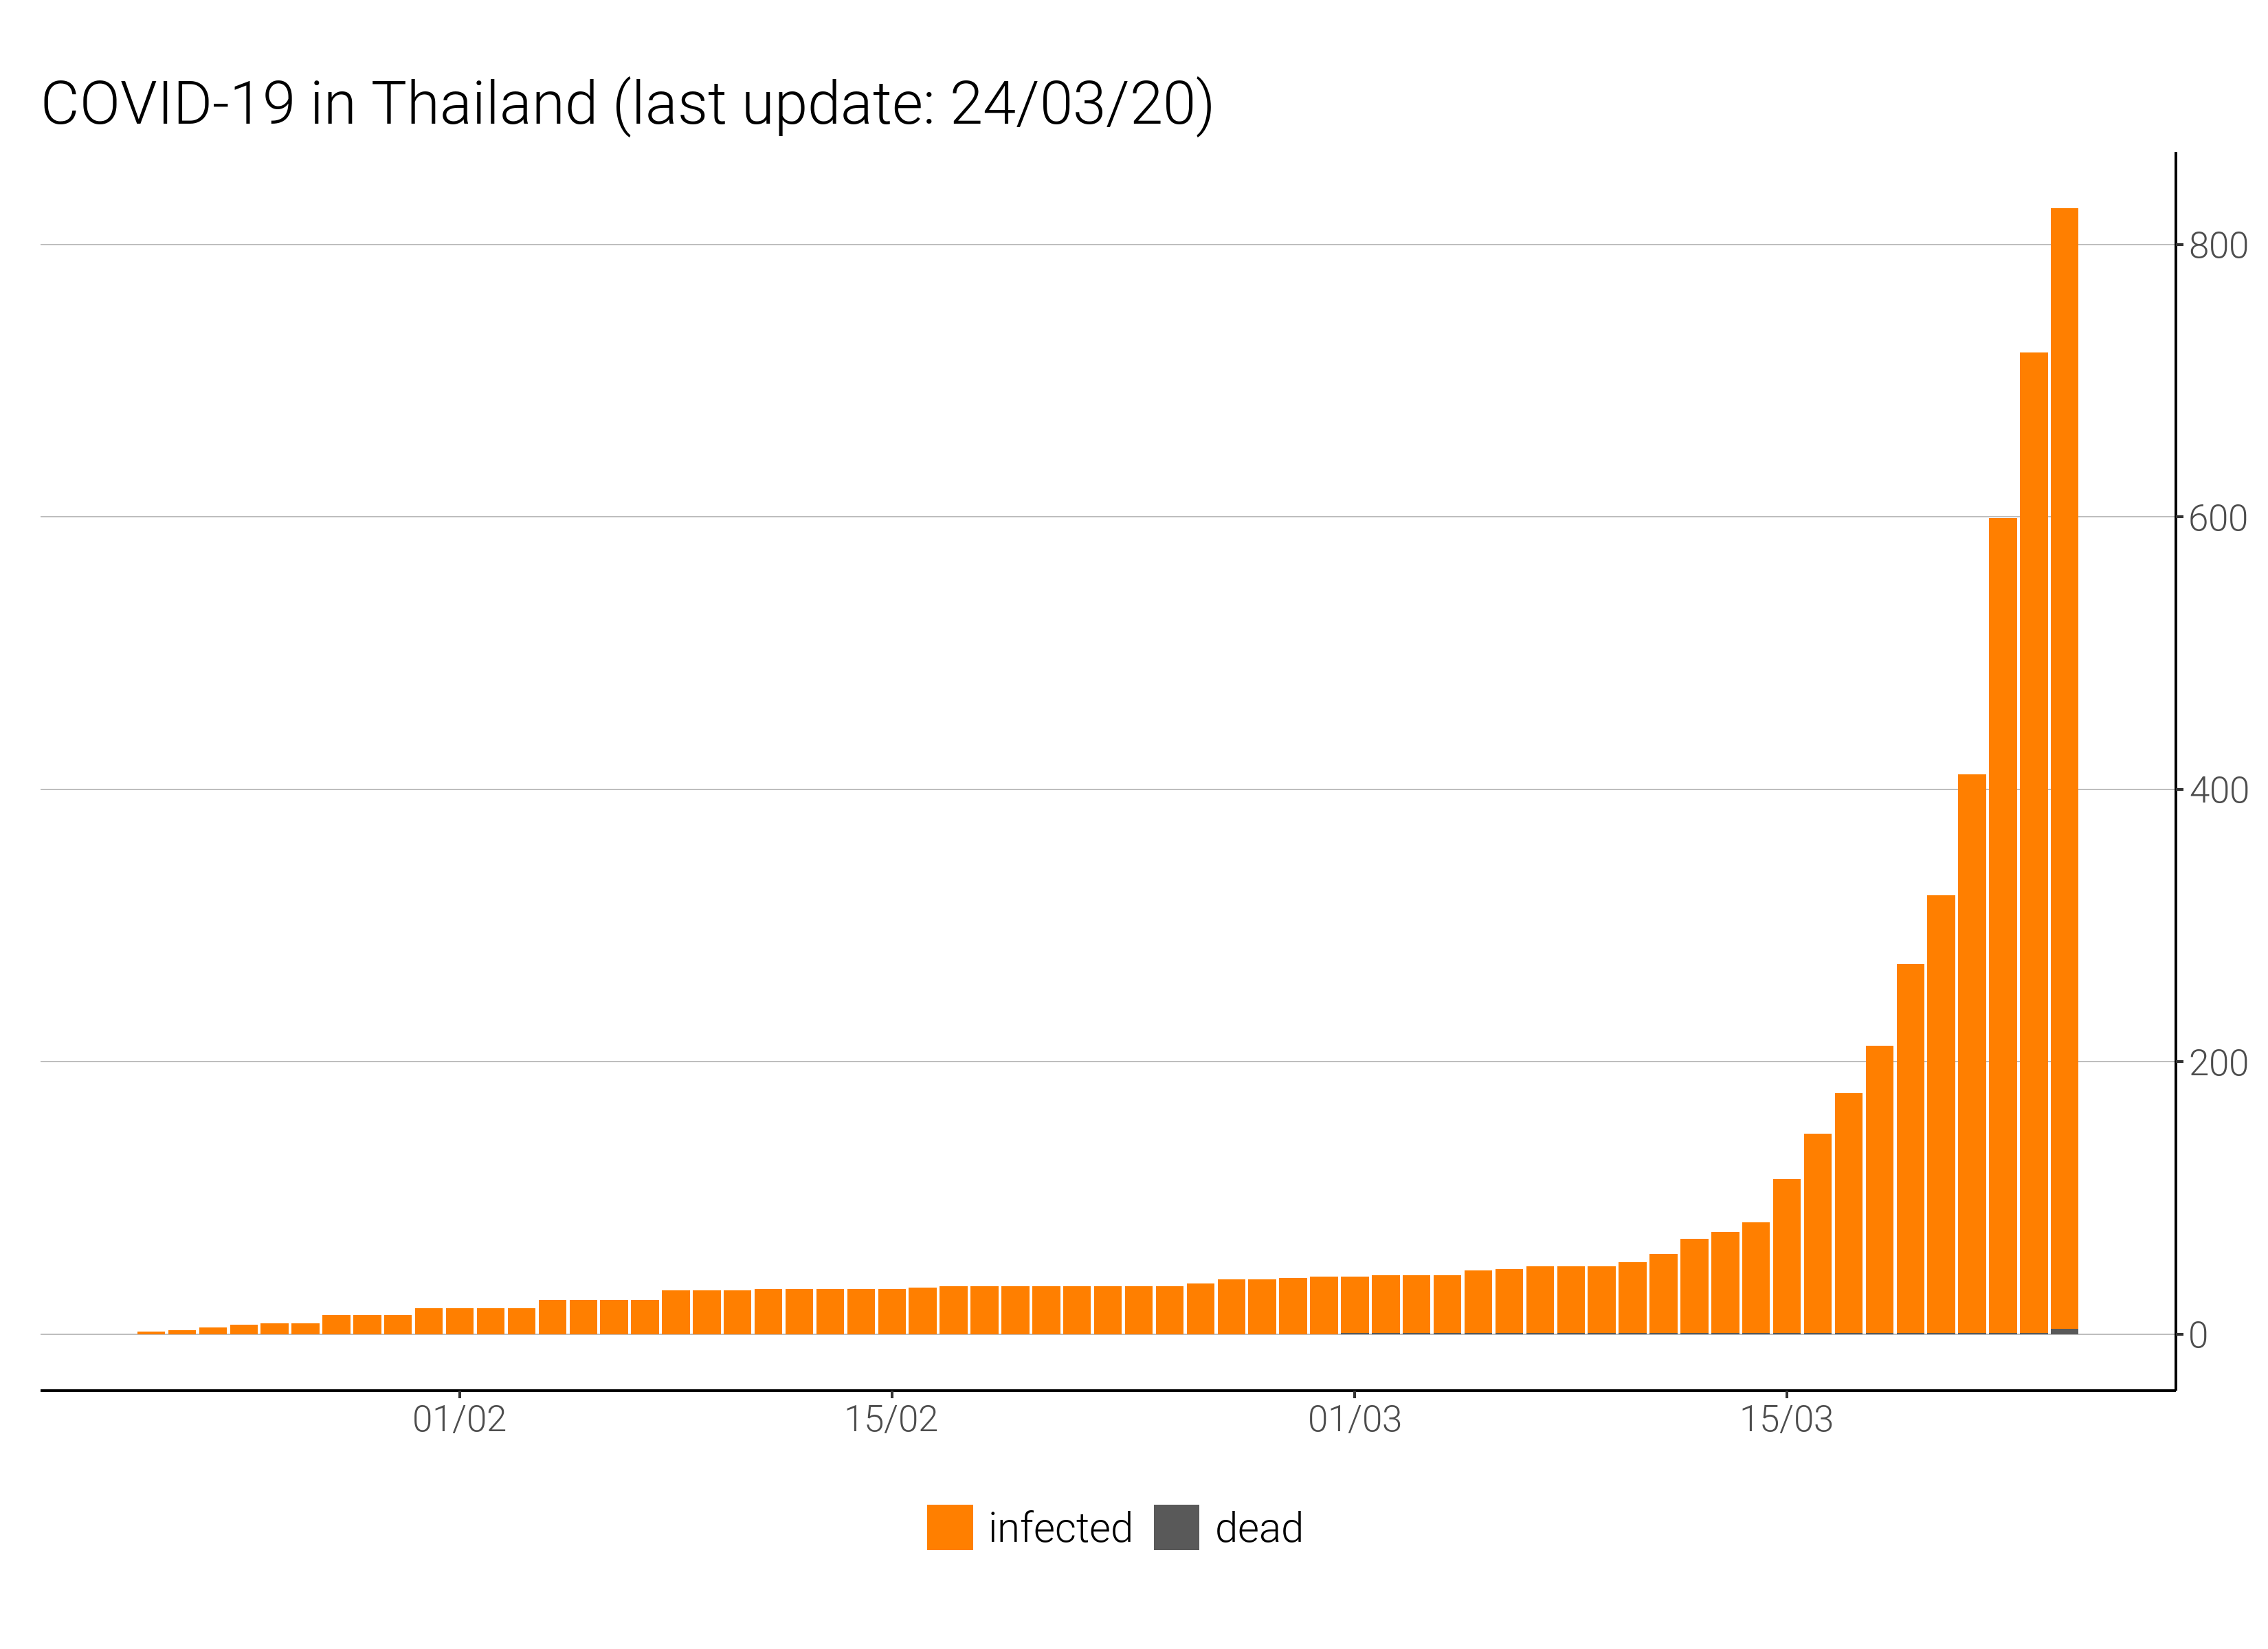 COVID-19 in Thailand (last update: 24/03/20)
800
600
400
200
0
01/02 15/02 01/03 15/03
infected dead